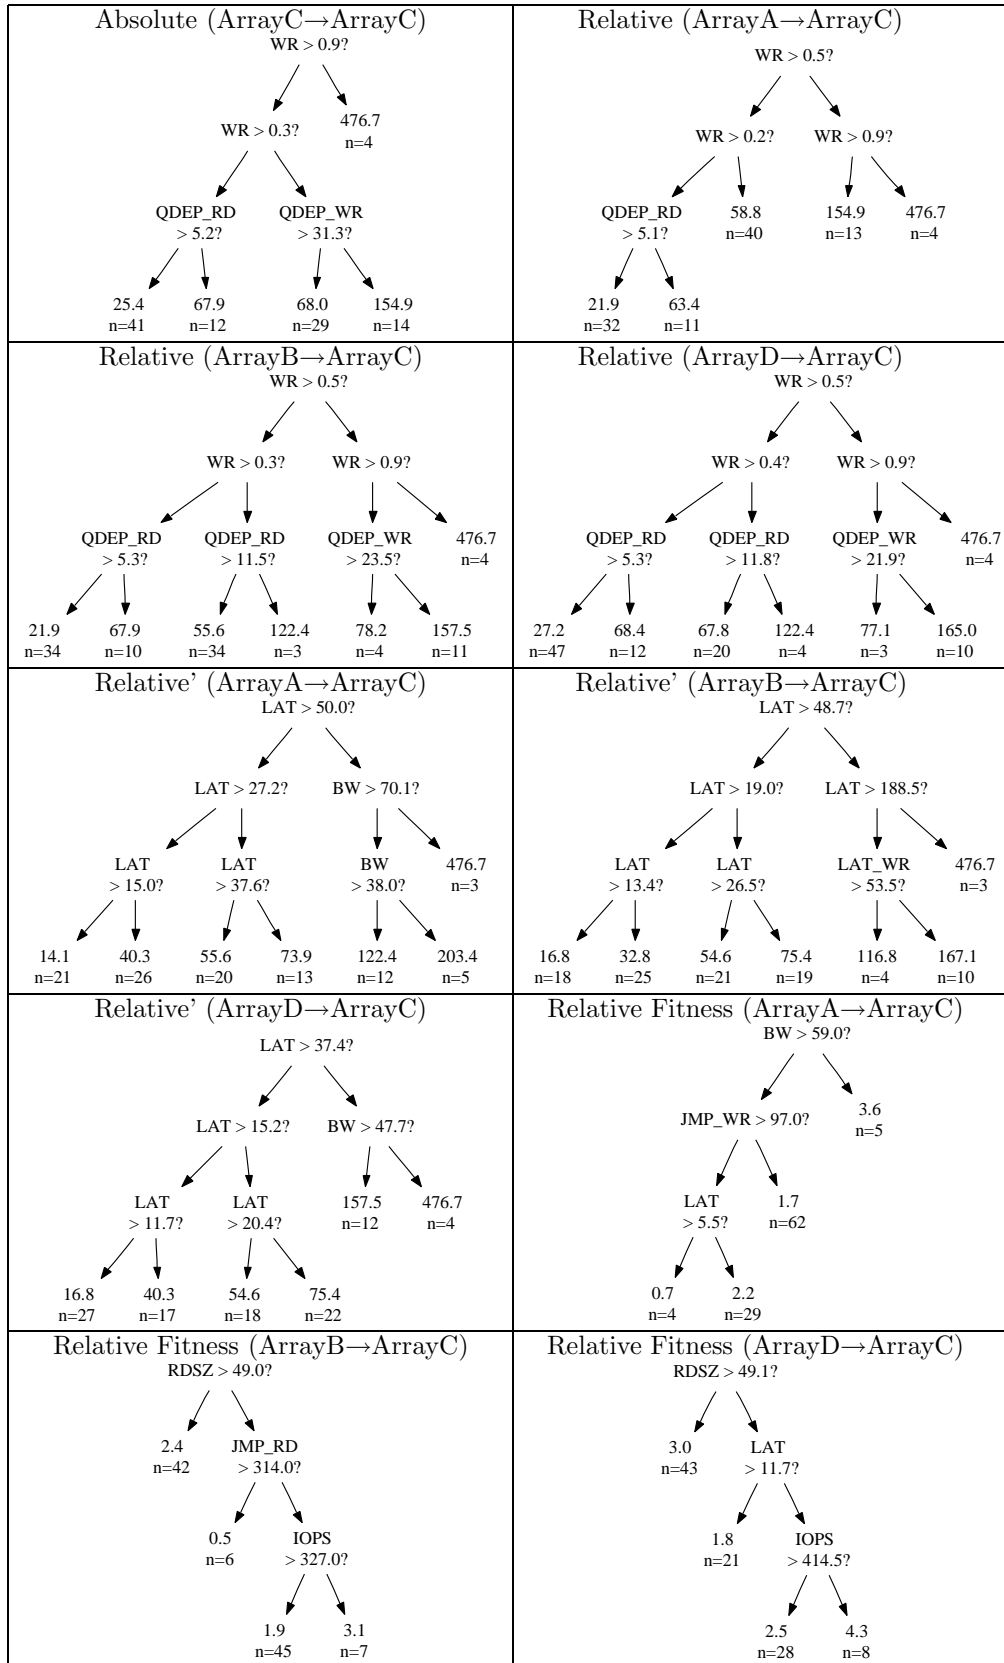 Absolute (ArrayC→ArrayC)
WR > 0.9?
WR > 0.3?
476.7
n=4
QDEP_RD
> 5.2?
QDEP_WR
> 31.3?
25.4
n=41
67.9
n=12
68.0
n=29
154.9
n=14
Relative (ArrayA→ArrayC)
WR > 0.5?
WR > 0.2?
WR > 0.9?
QDEP_RD
> 5.1?
58.8
n=40
154.9
n=13
476.7
n=4
21.9
n=32
63.4
n=11
Relative (ArrayB→ArrayC)
WR > 0.5?
WR > 0.3?
WR > 0.9?
QDEP_RD
> 5.3?
QDEP_RD
> 11.5?
QDEP_WR
> 23.5?
476.7
n=4
21.9
n=34
67.9
n=10
55.6
n=34
122.4
n=3
78.2
n=4
157.5
n=11
Relative (ArrayD→ArrayC)
WR > 0.5?
WR > 0.4?
WR > 0.9?
QDEP_RD
> 5.3?
QDEP_RD
> 11.8?
QDEP_WR
> 21.9?
476.7
n=4
27.2
n=47
68.4
n=12
67.8
n=20
122.4
n=4
77.1
n=3
165.0
n=10
Relative' (ArrayA→ArrayC)
LAT > 50.0?
LAT > 27.2?
BW > 70.1?
LAT
> 15.0?
LAT
> 37.6?
BW
> 38.0?
476.7
n=3
14.1
n=21
40.3
n=26
55.6
n=20
73.9
n=13
122.4
n=12
203.4
n=5
Relative' (ArrayB→ArrayC)
LAT > 48.7?
LAT > 19.0?
LAT > 188.5?
LAT
> 13.4?
LAT
> 26.5?
LAT_WR
> 53.5?
476.7
n=3
16.8
n=18
32.8
n=25
54.6
n=21
75.4
n=19
116.8
n=4
167.1
n=10
Relative' (ArrayD→ArrayC)
LAT > 37.4?
LAT > 15.2?
BW > 47.7?
LAT
> 11.7?
LAT
> 20.4?
157.5
n=12
476.7
n=4
16.8
n=27
40.3
n=17
54.6
n=18
75.4
n=22
Relative Fitness (ArrayA→ArrayC)
BW > 59.0?
JMP_WR > 97.0?
3.6
n=5
LAT
> 5.5?
1.7
n=62
0.7
n=4
2.2
n=29
Relative Fitness (ArrayB→ArrayC)
RDSZ > 49.0?
2.4
n=42
JMP_RD
> 314.0?
0.5
n=6
IOPS
> 327.0?
1.9
n=45
3.1
n=7
Relative Fitness (ArrayD→ArrayC)
RDSZ > 49.1?
3.0
n=43
LAT
> 11.7?
1.8
n=21
IOPS
> 414.5?
2.5
n=28
4.3
n=8